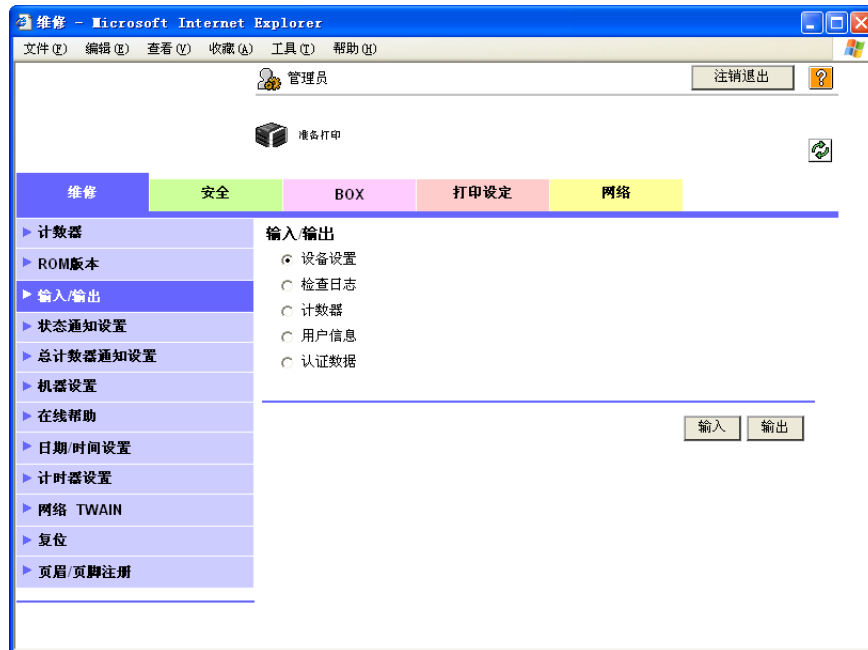 维修 - Microsoft Internet Explorer
文件(F) 编辑(E) 查看(V) 收藏(A) 工具(T) 帮助(H)
管理员
注销退出
?
准备打印
维修
安全
BOX
打印设定
网络
计数器
ROM版本
输入/输出
状态通知设置
总计数器通知设置
机器设置
在线帮助
日期/时间设置
计时器设置
网络 TWAIN
复位
页眉/页脚注册
输入/输出
设备设置
检查日志
计数器
用户信息
认证数据
输入
输出